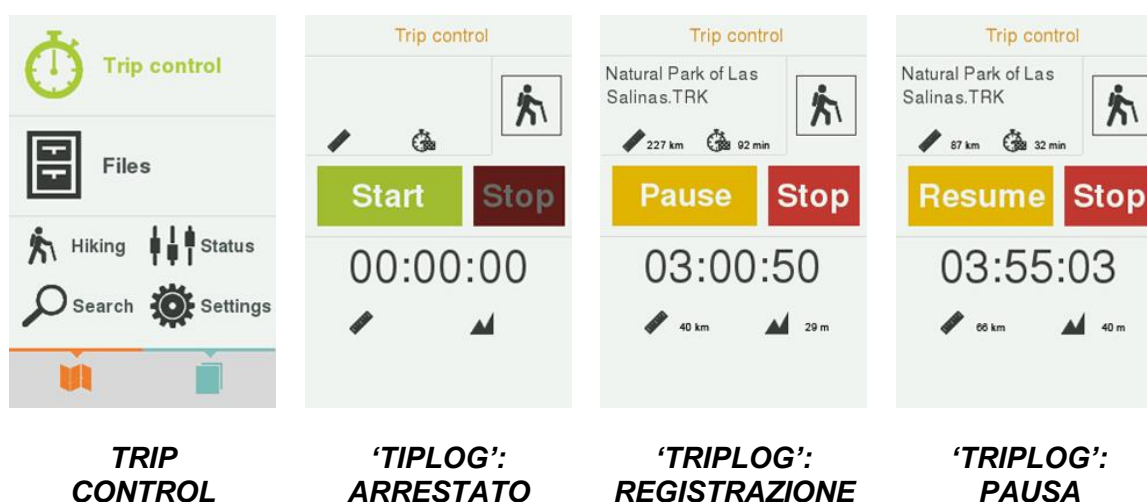 Trip control
Files
Hiking
Status
Search
Settings
Trip control
Start
Stop
00:00:00
Trip control
Natural Park of Las
Salinas.TRK
227 km
92 min
Pause
Stop
03:00:50
40 km
29 m
Trip control
Natural Park of Las
Salinas.TRK
87 km
32 min
Resume
Stop
03:55:03
66 km
40 m
TRIP
CONTROL
‘TIPLOG’:
ARRESTATO
‘TRIPLOG’:
REGISTRAZIONE
‘TRIPLOG’:
PAUSA